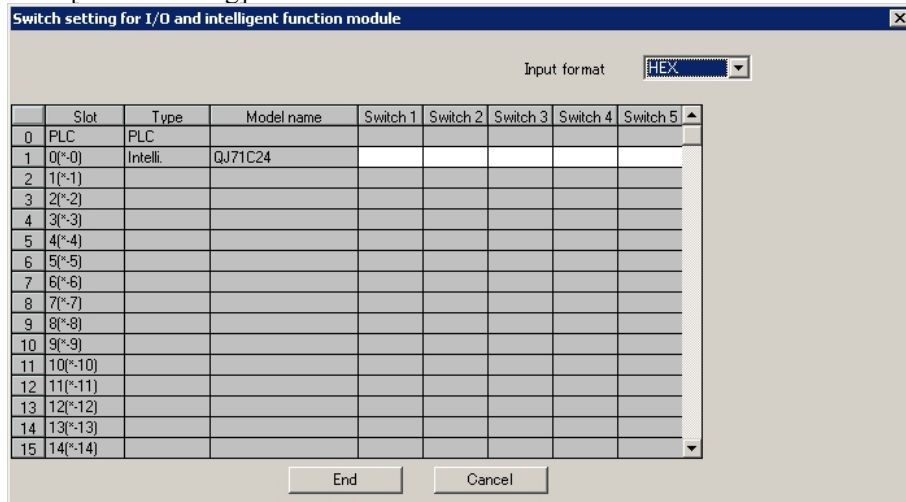 Switch setting for I/O and intelligent function module
Input format HEX
Slot Type Model name Switch 1 Switch 2 Switch 3 Switch 4 Switch 5
0 PLC PLC
1 0(*-0) Intelli. QJ71C24
2 1(*-1)
3 2(*-2)
4 3(*-3)
5 4(*-4)
6 5(*-5)
7 6(*-6)
8 7(*-7)
9 8(*-8)
10 9(*-9)
11 10(*-10)
12 11(*-11)
13 12(*-12)
14 13(*-13)
15 14(*-14)
End Cancel